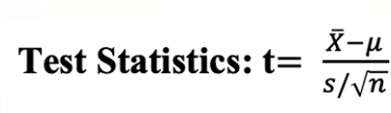 Test Statistics: t= X̄−μ / s/√n